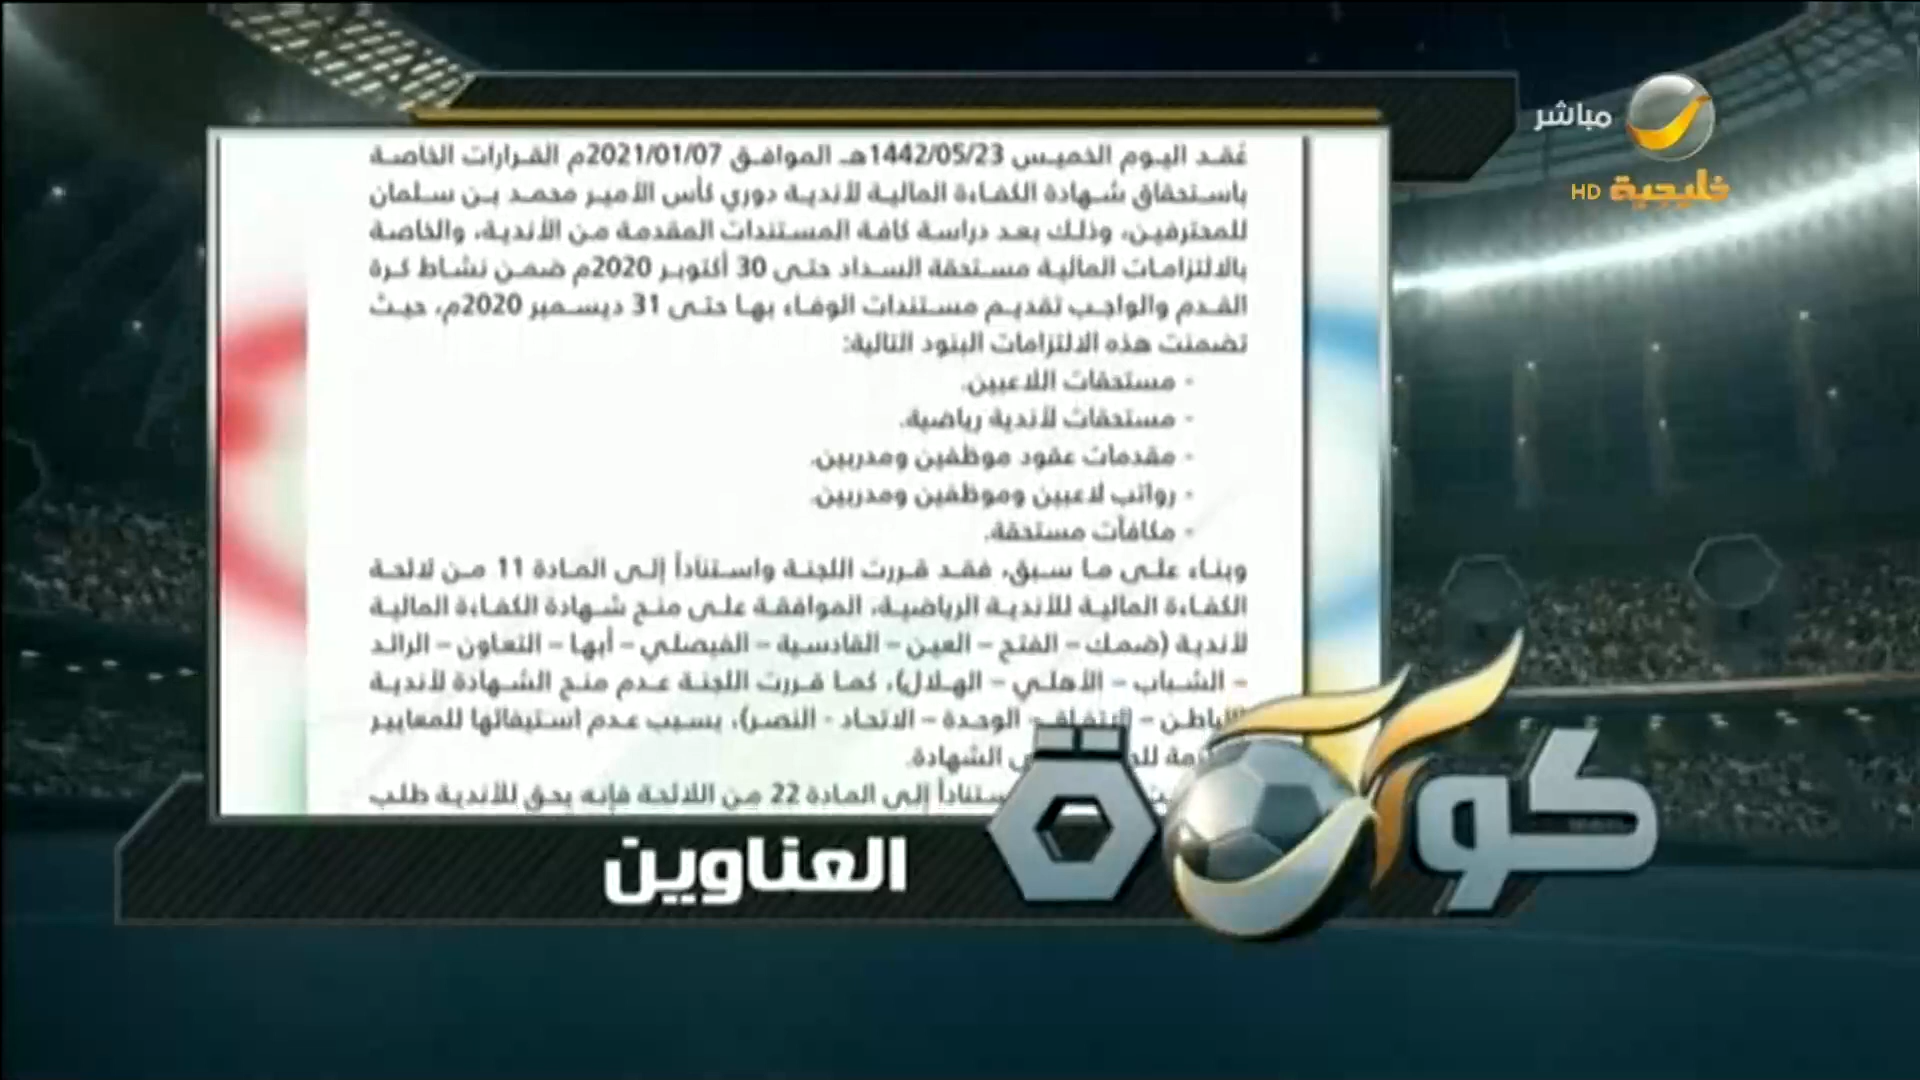 مباشر
خليجية HD
عُقد اليوم الخميس 1442/05/23هـ الموافق 2021/01/07م القرارات الخاصة
باستحقاق شهادة الكفاءة المالية لأندية دوري كأس الأمير محمد بن سلمان
للمحترفين، وذلك بعد دراسة كافة المستندات المقدمة من الأندية، والخاصة
بالالتزامات المالية مستحقة السداد حتى 30 أكتوبر 2020م ضمن نشاط كرة
القدم والواجب تقديم مستندات الوفاء بها حتى 31 ديسمبر 2020م، حيث
تضمنت هذه الالتزامات البنود التالية:
- مستحقات اللاعبين.
- مستحقات لأندية رياضية.
- مقدمات عقود موظفين ومدربين.
- رواتب لاعبين وموظفين ومدربين.
- مكافآت مستحقة.
وبناء على ما سبق، فقد قررت اللجنة واستناداً إلى المادة 11 من لائحة
الكفاءة المالية للأندية الرياضية، الموافقة على منح شهادة الكفاءة المالية
لأندية (ضمك – الفتح – العين – القادسية – الفيصلي – أبها – التعاون – الرائد
– الشباب – الأهلي – الهلال)، كما قررت اللجنة عدم منح الشهادة لأندية
الباطن – الاتفاق – الوحدة – الاتحاد - النصر)، بسبب عدم استيفائها للمعايير
الشهادة.
إلى المادة 22 من اللائحة فإنه يحق للأندية طلب
كورة
العناوين